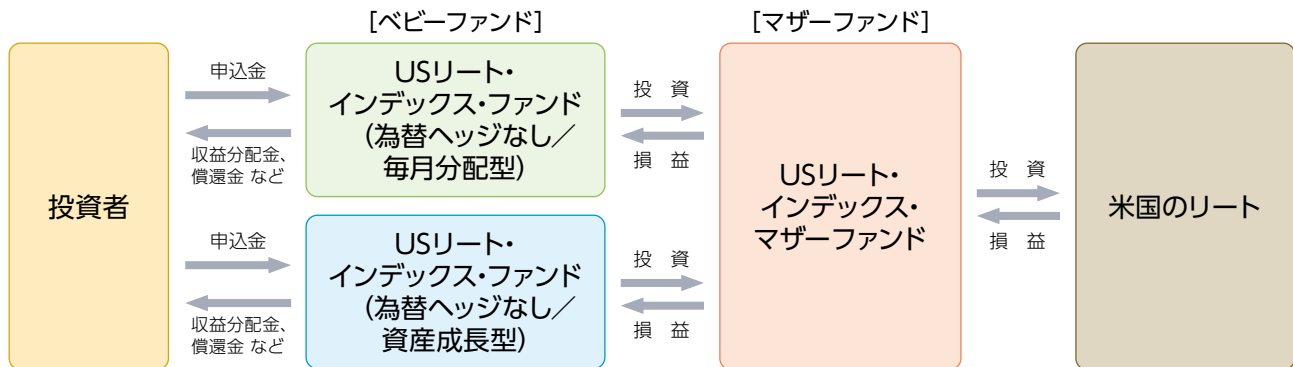 [ベビーファンド]
[マザーファンド]
投資者
申込金
収益分配金、
償還金 など
USリート・
インデックス・ファンド
(為替ヘッジなし／
毎月分配型)
投 資
損 益
申込金
収益分配金、
償還金 など
USリート・
インデックス・ファンド
(為替ヘッジなし／
資産成長型)
投 資
損 益
USリート・
インデックス・
マザーファンド
投 資
損 益
米国のリート